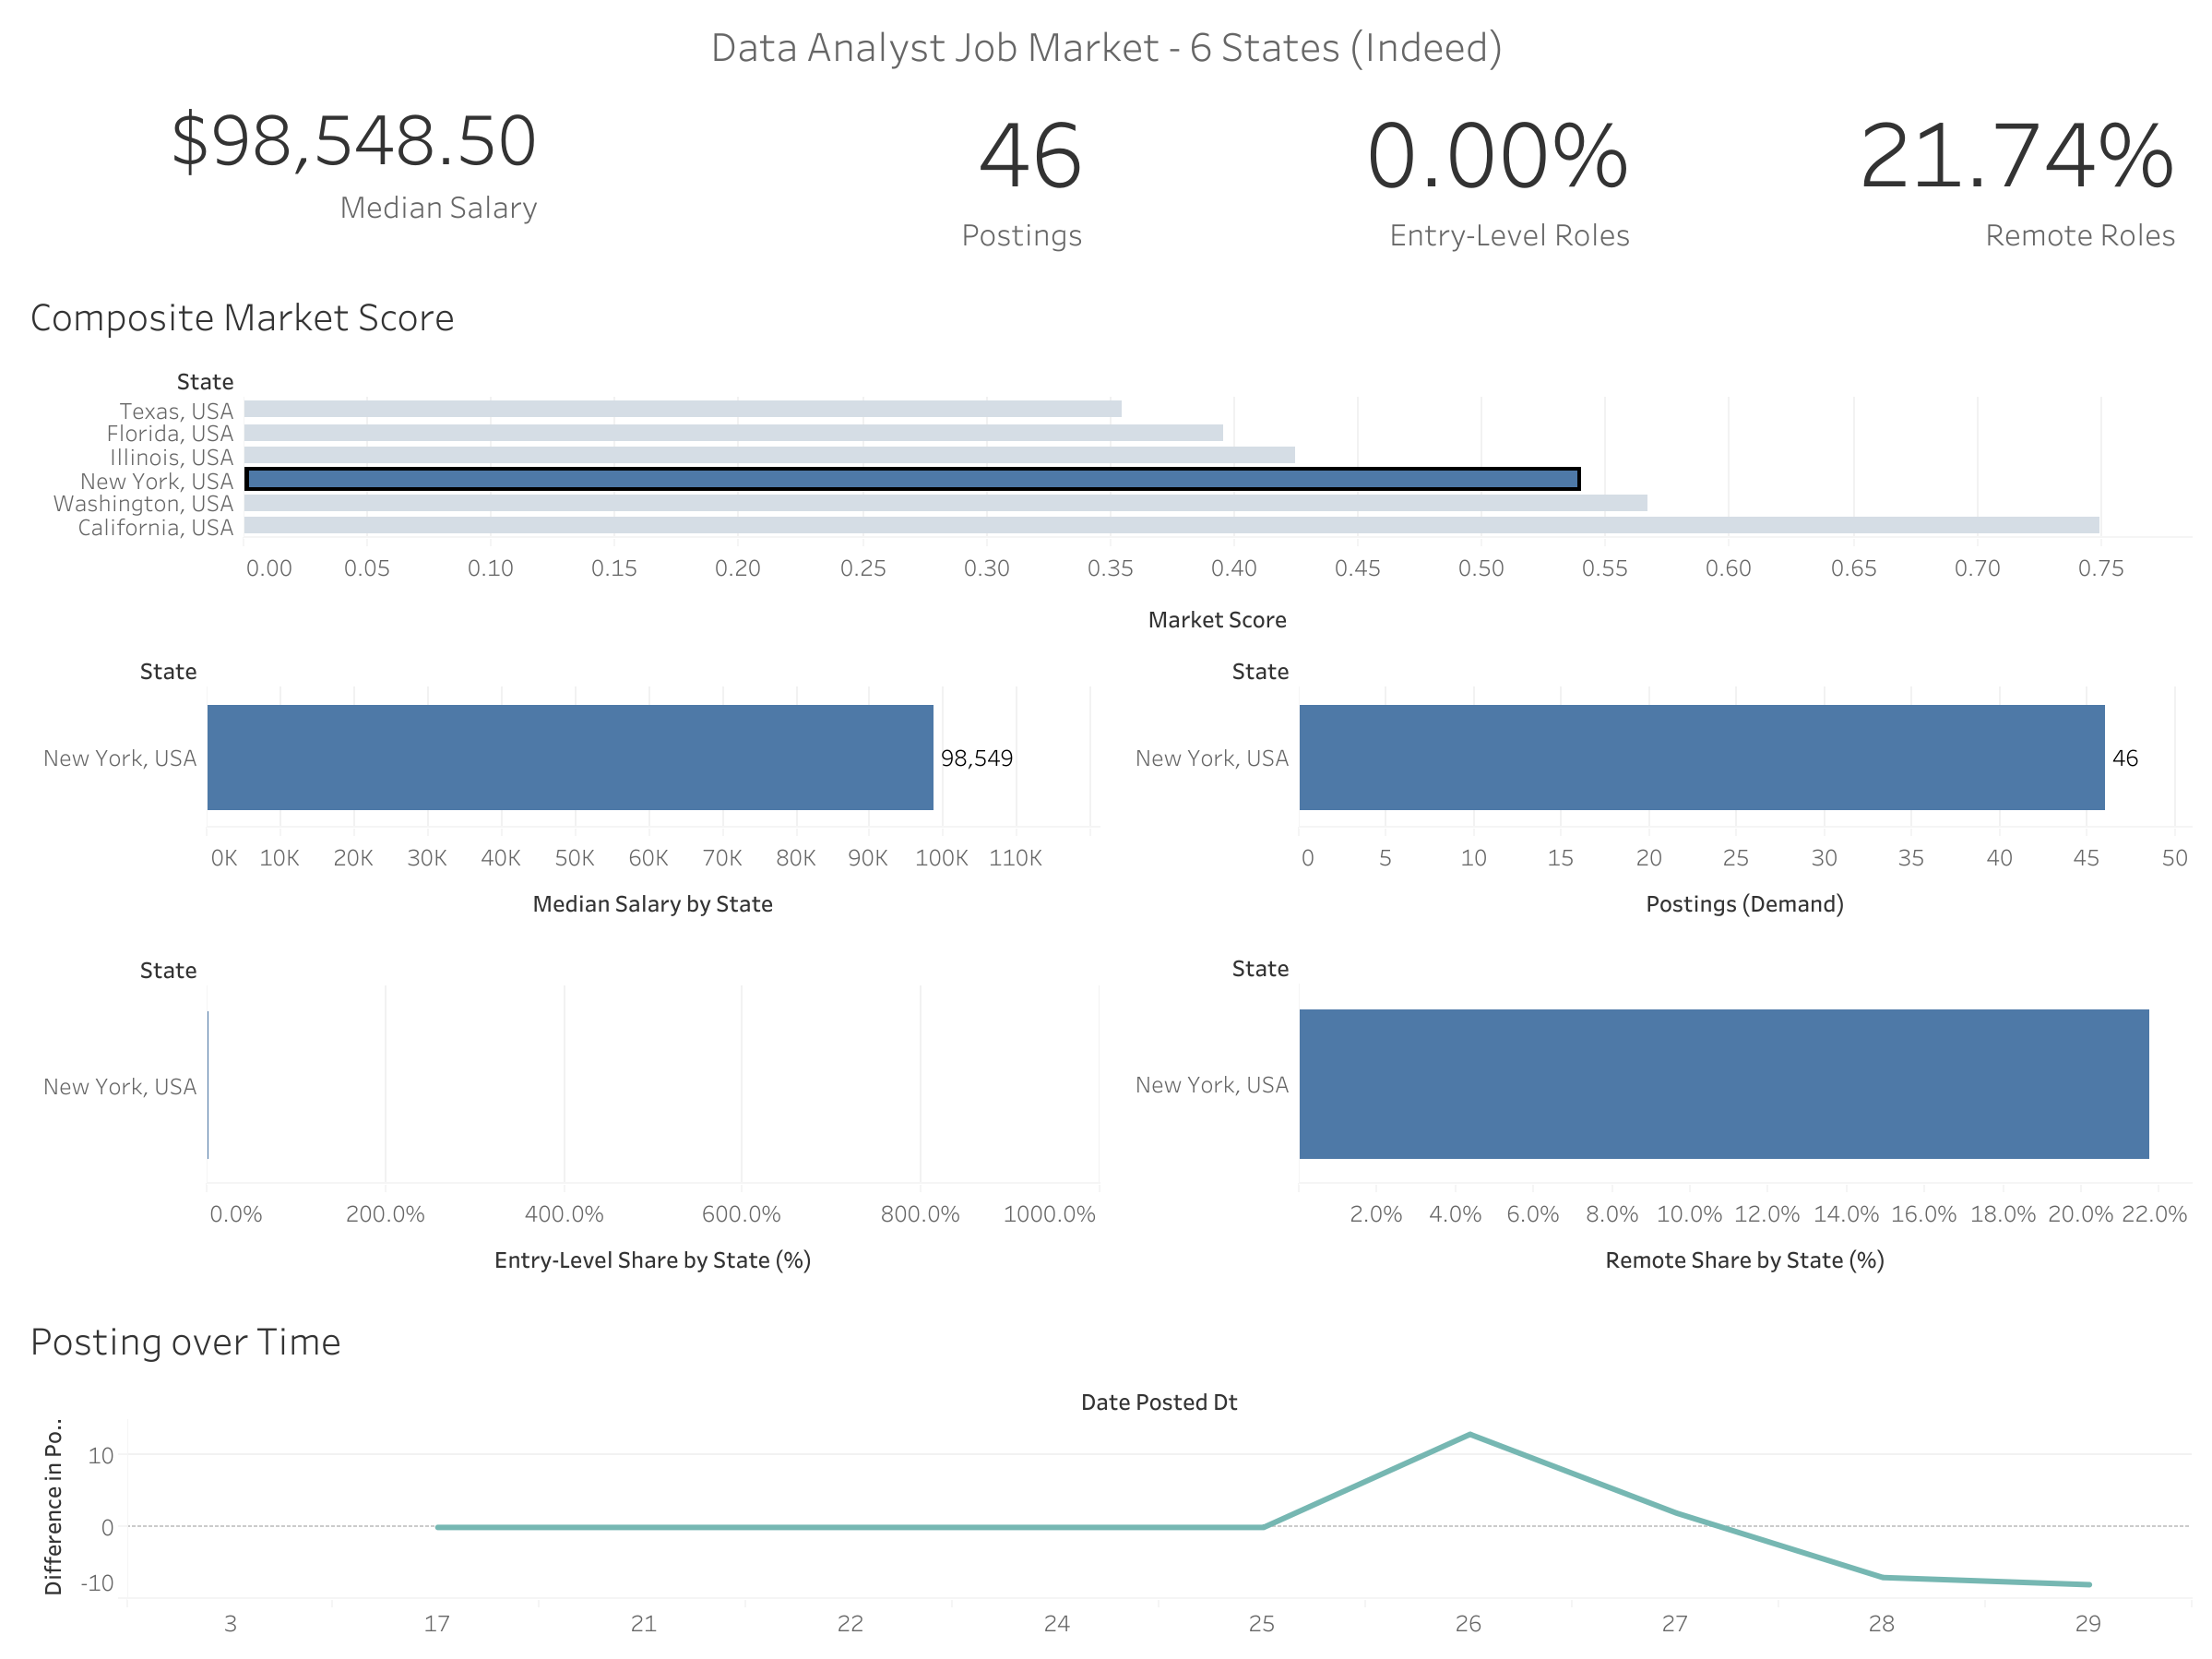 Data Analyst Job Market - 6 States (Indeed)
$98,548.50
Median Salary
46
Postings
0.00%
Entry-Level Roles
21.74%
Remote Roles
Composite Market Score
State
Texas, USA
Florida, USA
Illinois, USA
New York, USA
Washington, USA
California, USA
0.00 0.05 0.10 0.15 0.20 0.25 0.30 0.35 0.40 0.45 0.50 0.55 0.60 0.65 0.70 0.75
Market Score
State
New York, USA
98,549
0K 10K 20K 30K 40K 50K 60K 70K 80K 90K 100K 110K
Median Salary by State
State
New York, USA
46
0 5 10 15 20 25 30 35 40 45 50
Postings (Demand)
State
New York, USA
0.0% 200.0% 400.0% 600.0% 800.0% 1000.0%
Entry-Level Share by State (%)
State
New York, USA
2.0% 4.0% 6.0% 8.0% 10.0% 12.0% 14.0% 16.0% 18.0% 20.0% 22.0%
Remote Share by State (%)
Posting over Time
Date Posted Dt
Difference in Po..
10
0
-10
3 17 21 22 24 25 26 27 28 29